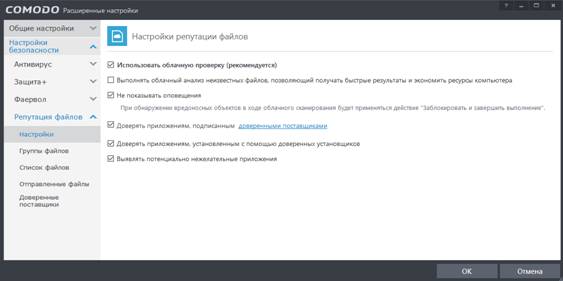 COMODO Расширенные настройки
?
Общие настройки
Настройки
безопасности
Антивирус
Защита+
Фаервол
Репутация файлов
Настройки
Группы файлов
Список файлов
Отправленные файлы
Доверенные
поставщики
Настройки репутации файлов
Использовать облачную проверку (рекомендуется)
Выполнять облачный анализ неизвестных файлов, позволяющий получать быстрые результаты и экономить ресурсы компьютера
Не показывать оповещения
При обнаружении вредоносных объектов в ходе облачного сканирования будет применяться действие "Заблокировать и завершить выполнение".
Доверять приложениям, подписанным доверенными поставщиками
Доверять приложениям, установленным с помощью доверенных установщиков
Выявлять потенциально нежелательные приложения
OK
Отмена